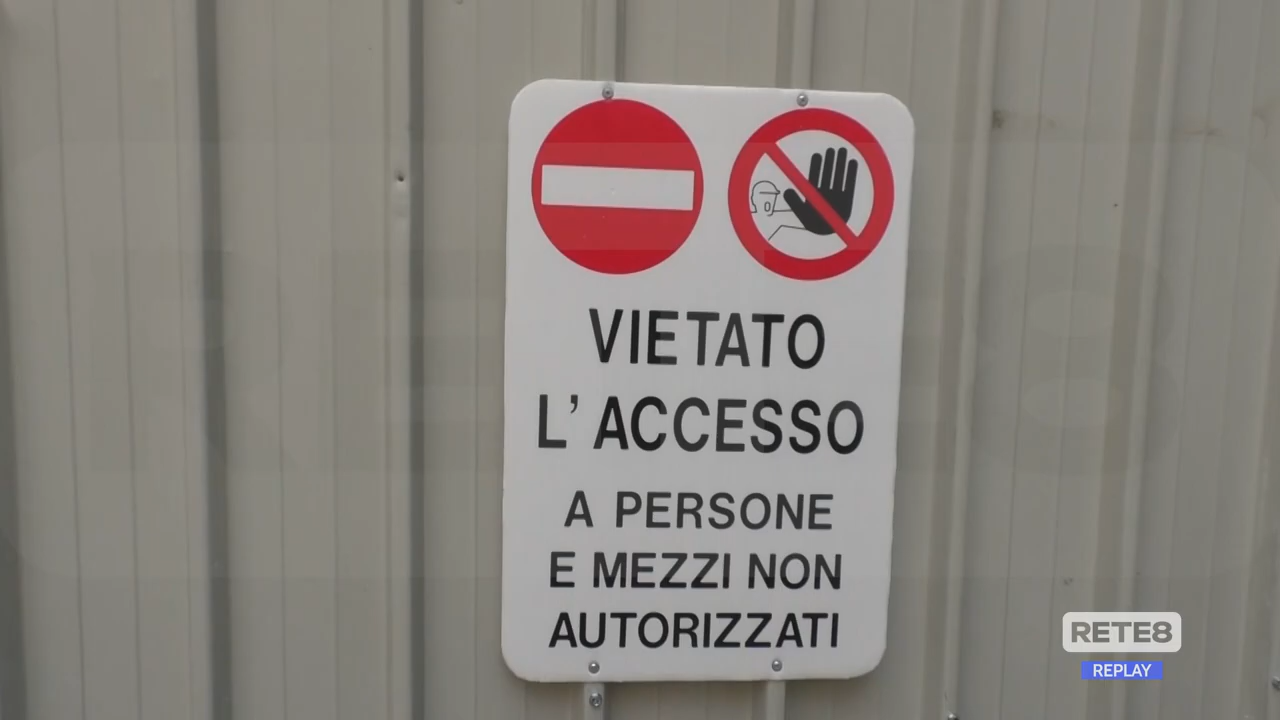 VIETATO
L'ACCESSO
A PERSONE
E MEZZI NON
AUTORIZZATI
RETE8
REPLAY